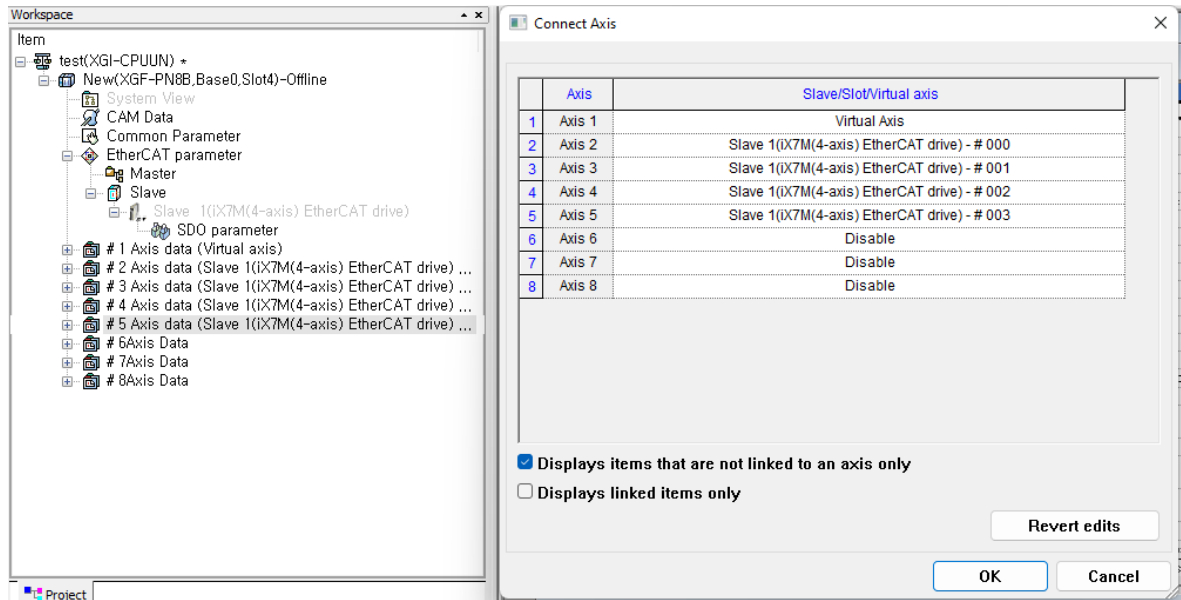 Workspace
Item
test(XGI-CPUUN) *
New(XGF-PN8B,Base0,Slot4)-Offline
System View
CAM Data
Common Parameter
EtherCAT parameter
Master
Slave
Slave 1(iX7M(4-axis) EtherCAT drive)
SDO parameter
# 1 Axis data (Virtual axis)
# 2 Axis data (Slave 1(iX7M(4-axis) EtherCAT drive) ...
# 3 Axis data (Slave 1(iX7M(4-axis) EtherCAT drive) ...
# 4 Axis data (Slave 1(iX7M(4-axis) EtherCAT drive) ...
# 5 Axis data (Slave 1(iX7M(4-axis) EtherCAT drive) ...
# 6Axis Data
# 7Axis Data
# 8Axis Data
Project
Connect Axis
Axis Slave/Slot/Virtual axis
1 Axis 1 Virtual Axis
2 Axis 2 Slave 1(iX7M(4-axis) EtherCAT drive) - # 000
3 Axis 3 Slave 1(iX7M(4-axis) EtherCAT drive) - # 001
4 Axis 4 Slave 1(iX7M(4-axis) EtherCAT drive) - # 002
5 Axis 5 Slave 1(iX7M(4-axis) EtherCAT drive) - # 003
6 Axis 6 Disable
7 Axis 7 Disable
8 Axis 8 Disable
Displays items that are not linked to an axis only
Displays linked items only
Revert edits
OK Cancel